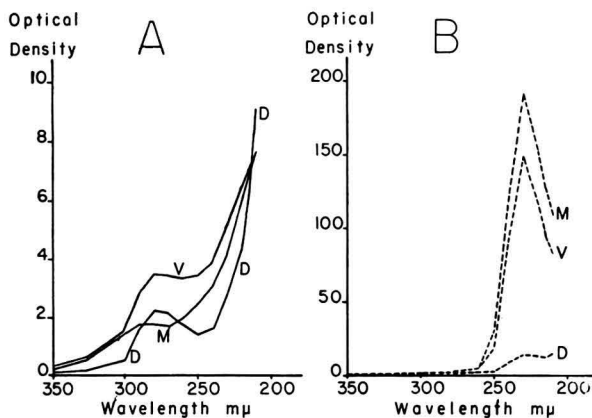 Optical
Density
A
10
8
6
4
2
0
350
300
250
200
Wavelength mμ
D
V
M
D
D
Optical
Density
B
200
150
100
50
0
350
300
250
200
Wavelength mμ
M
V
D